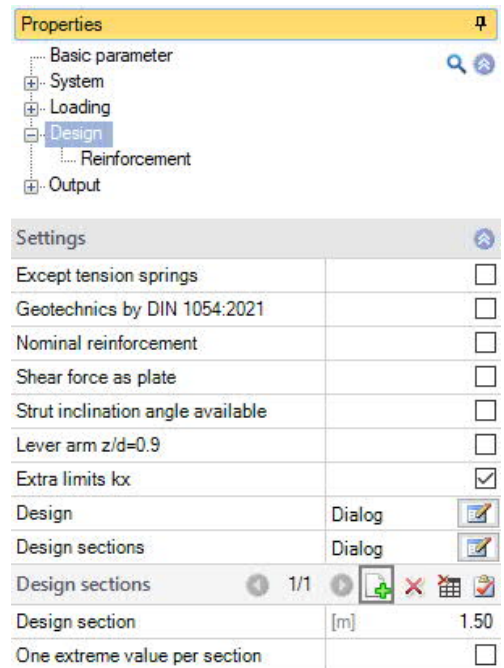 Properties
Basic parameter
System
Loading
Design
Reinforcement
Output
Settings
Except tension springs
Geotechnics by DIN 1054:2021
Nominal reinforcement
Shear force as plate
Strut inclination angle available
Lever arm z/d=0.9
Extra limits kx
Design Dialog
Design sections Dialog
Design sections 1/1
Design section [m] 1.50
One extreme value per section